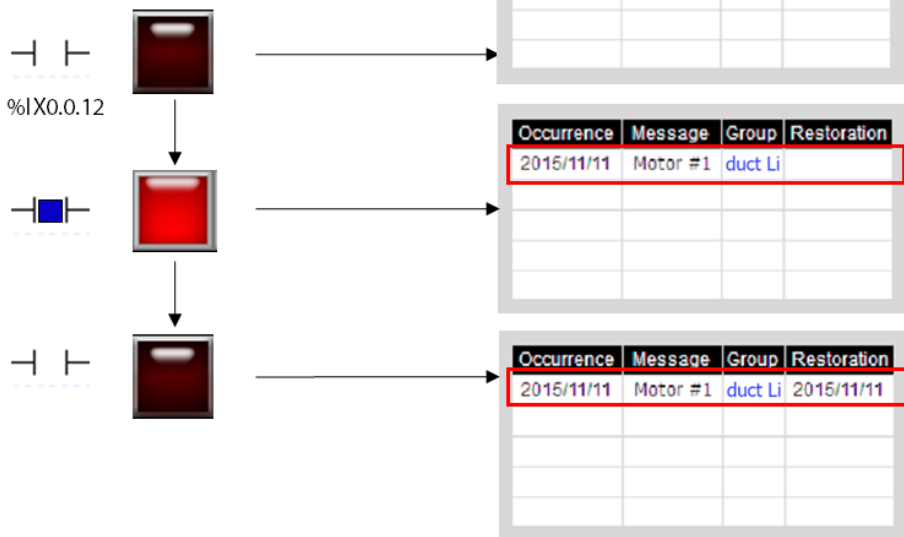 %IX0.0.12
Occurrence Message Group Restoration
2015/11/11 Motor #1 duct Li
Occurrence Message Group Restoration
2015/11/11 Motor #1 duct Li 2015/11/11